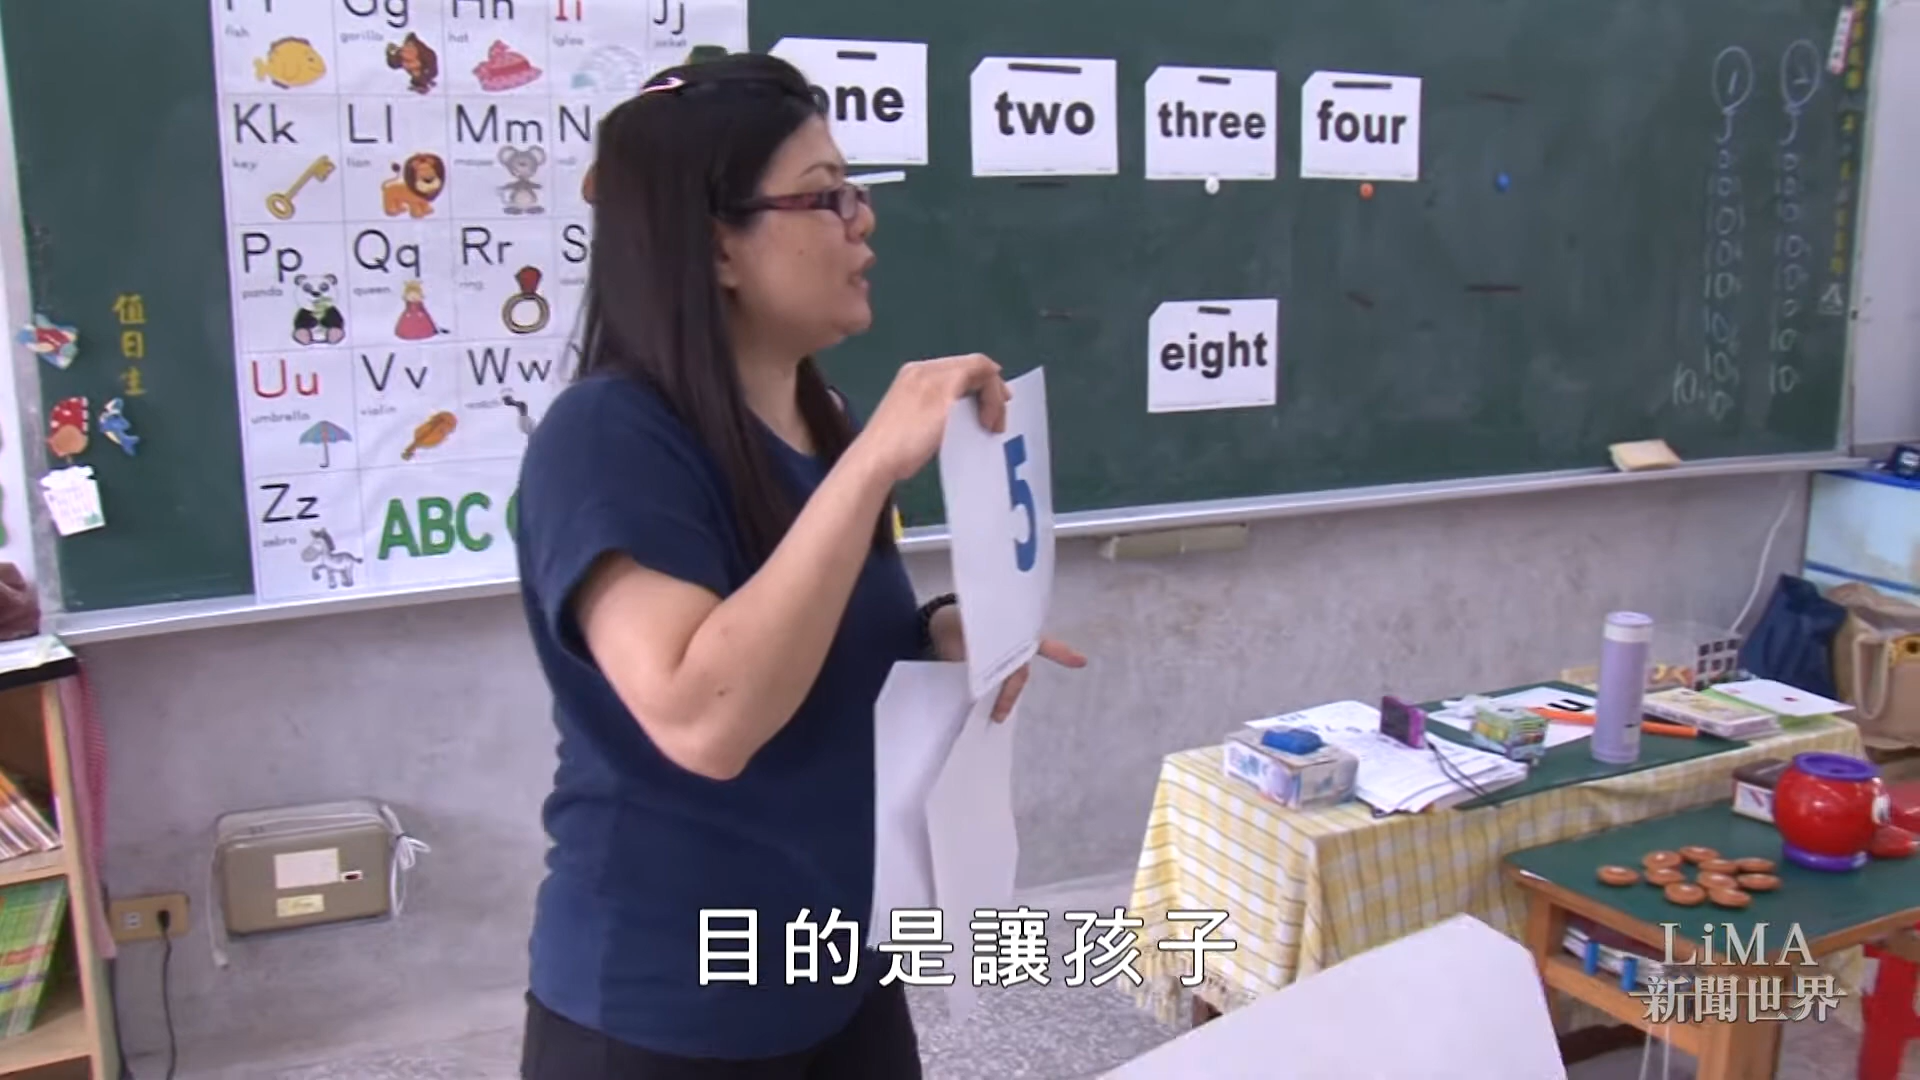 Gg Hh Ii Jj
fish gorilla hat igloo jacket
Kk Ll Mm N
key lion mouse
Pp Qq Rr S
panda queen ring
Uu Vv Ww
umbrella violin watch
Zz
zebra
ABC
one two three four
eight
5
值日生
目的是讓孩子
LiMA
新聞世界